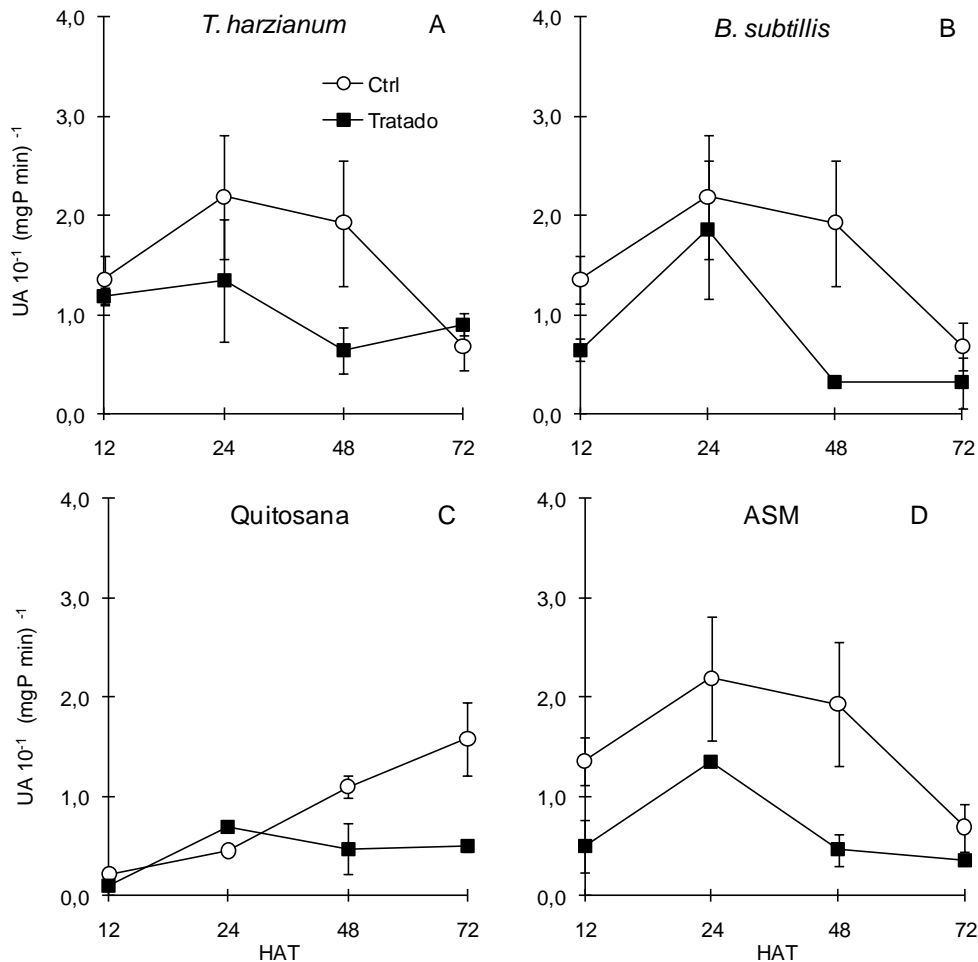 T. harzianum A
Ctrl
Tratado
UA 10⁻¹ (mgP min) ⁻¹
4,0
3,0
2,0
1,0
0,0
12 24 48 72
B. subtillis B
4,0
3,0
2,0
1,0
0,0
12 24 48 72
Quitosana C
UA 10⁻¹ (mgP min) ⁻¹
4,0
3,0
2,0
1,0
0,0
12 24 48 72
HAT
ASM D
4,0
3,0
2,0
1,0
0,0
12 24 48 72
HAT